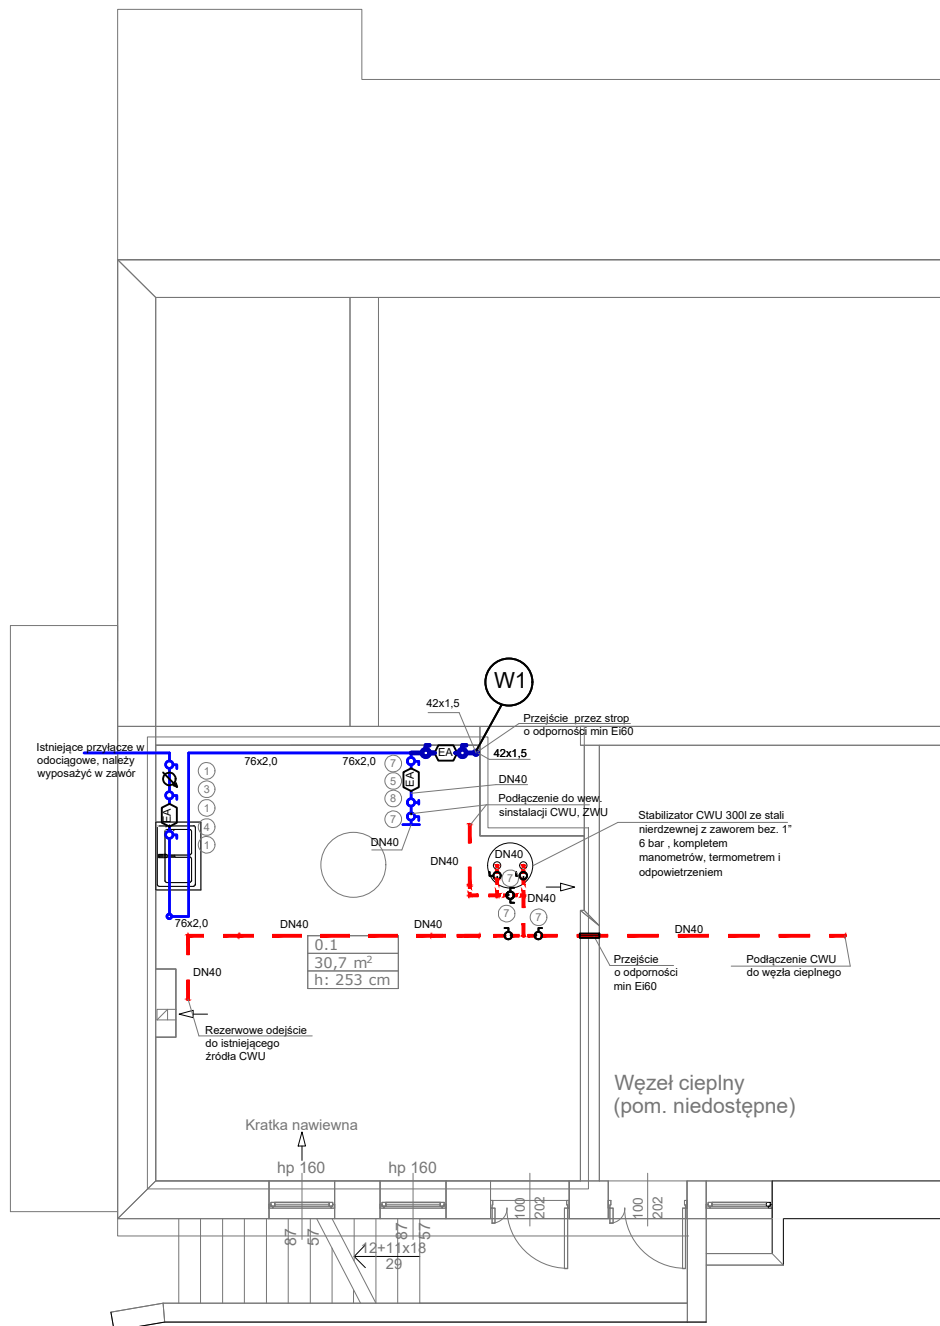 W1
42x1,5
Przejście przez strop
o odporności min Ei60
Istniejące przyłącze w
odociągowe, należy
wyposażyć w zawór
76x2,0
76x2,0
EA
42x1,5
1
3
1
4
1
EA
7
5
8
7
EA
DN40
Podłączenie do wew.
sinstalacji CWU, ZWU
DN40
DN40
DN40
7
DN40
7
7
Stabilizator CWU 300l ze stali
nierdzewnej z zaworem bez. 1"
6 bar , kompletem
manometrów, termometrem i
odpowietrzeniem
76x2,0
DN40
DN40
DN40
DN40
0.1
30,7 m²
h: 253 cm
Przejście
o odporności
min Ei60
Podłączenie CWU
do węzła cieplnego
Rezerwowe odejście
do istniejącego
źródła CWU
Węzeł cieplny
(pom. niedostępne)
Kratka nawiewna
hp 160
hp 160
87
57
87
57
100
202
100
202
12+11x18
29